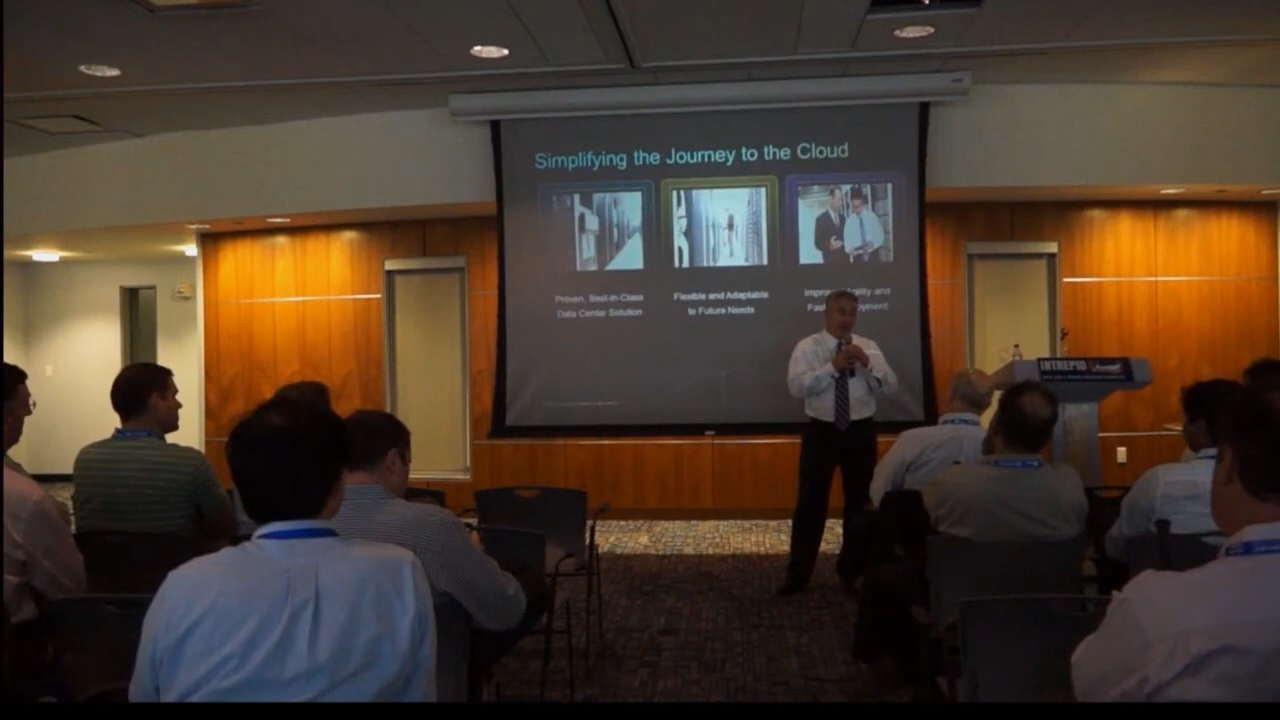 Simplifying the Journey to the Cloud
Proven, Best-in-Class
Data Center Solution
Flexible and Adaptable
to Future Needs
and
INTREPID